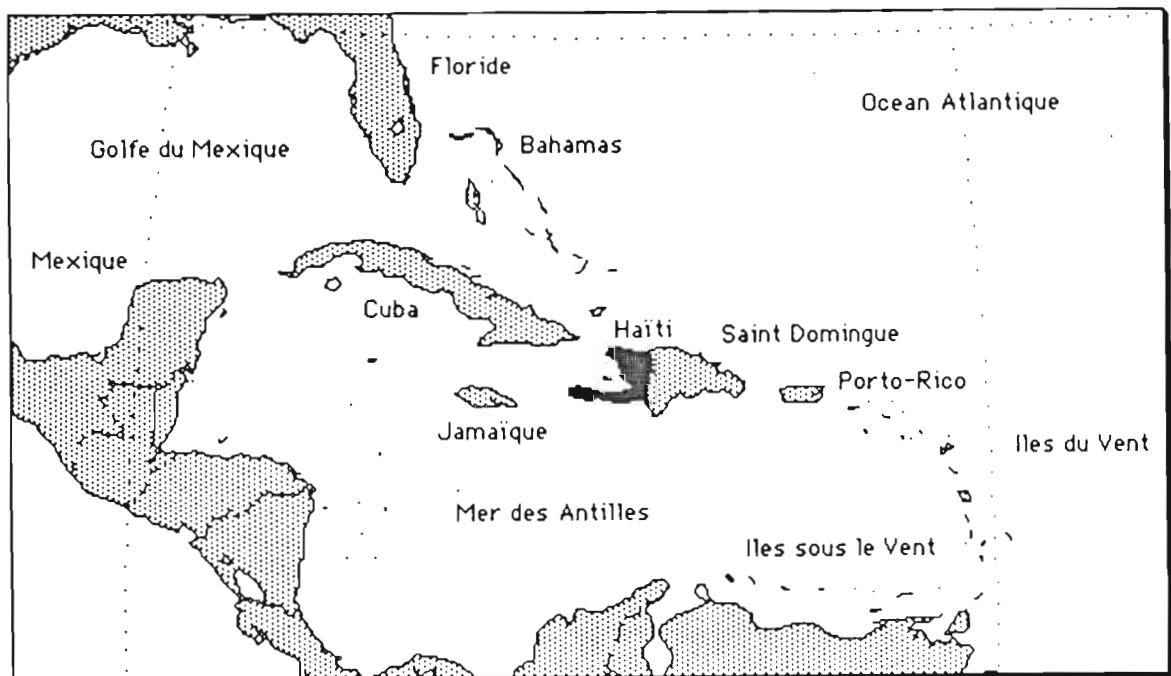 Floride
Ocean Atlantique
Golfe du Mexique
Bahamas
Mexique
Cuba
Haïti
Saint Domingue
Porto-Rico
Jamaïque
Iles du Vent
Mer des Antilles
Iles sous le Vent